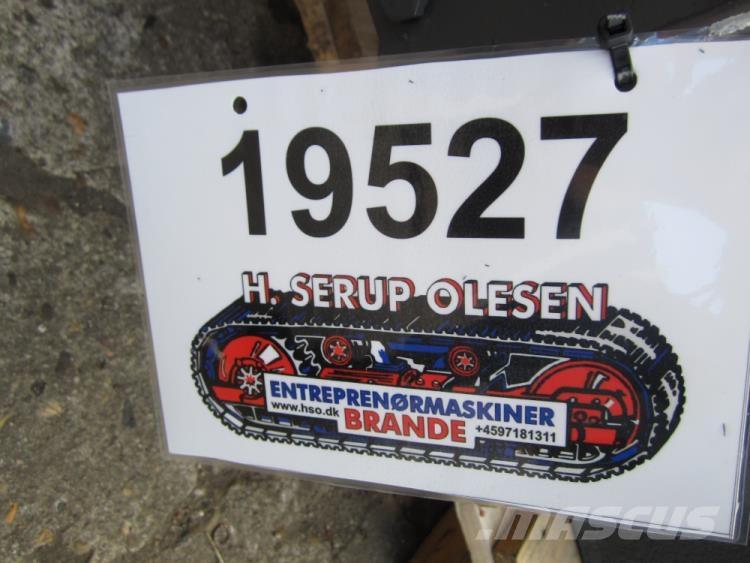 19527
H. SERUP OLESEN
ENTREPRENØRMASKINER
www.hso.dk BRANDE +4597181311
MASCUS